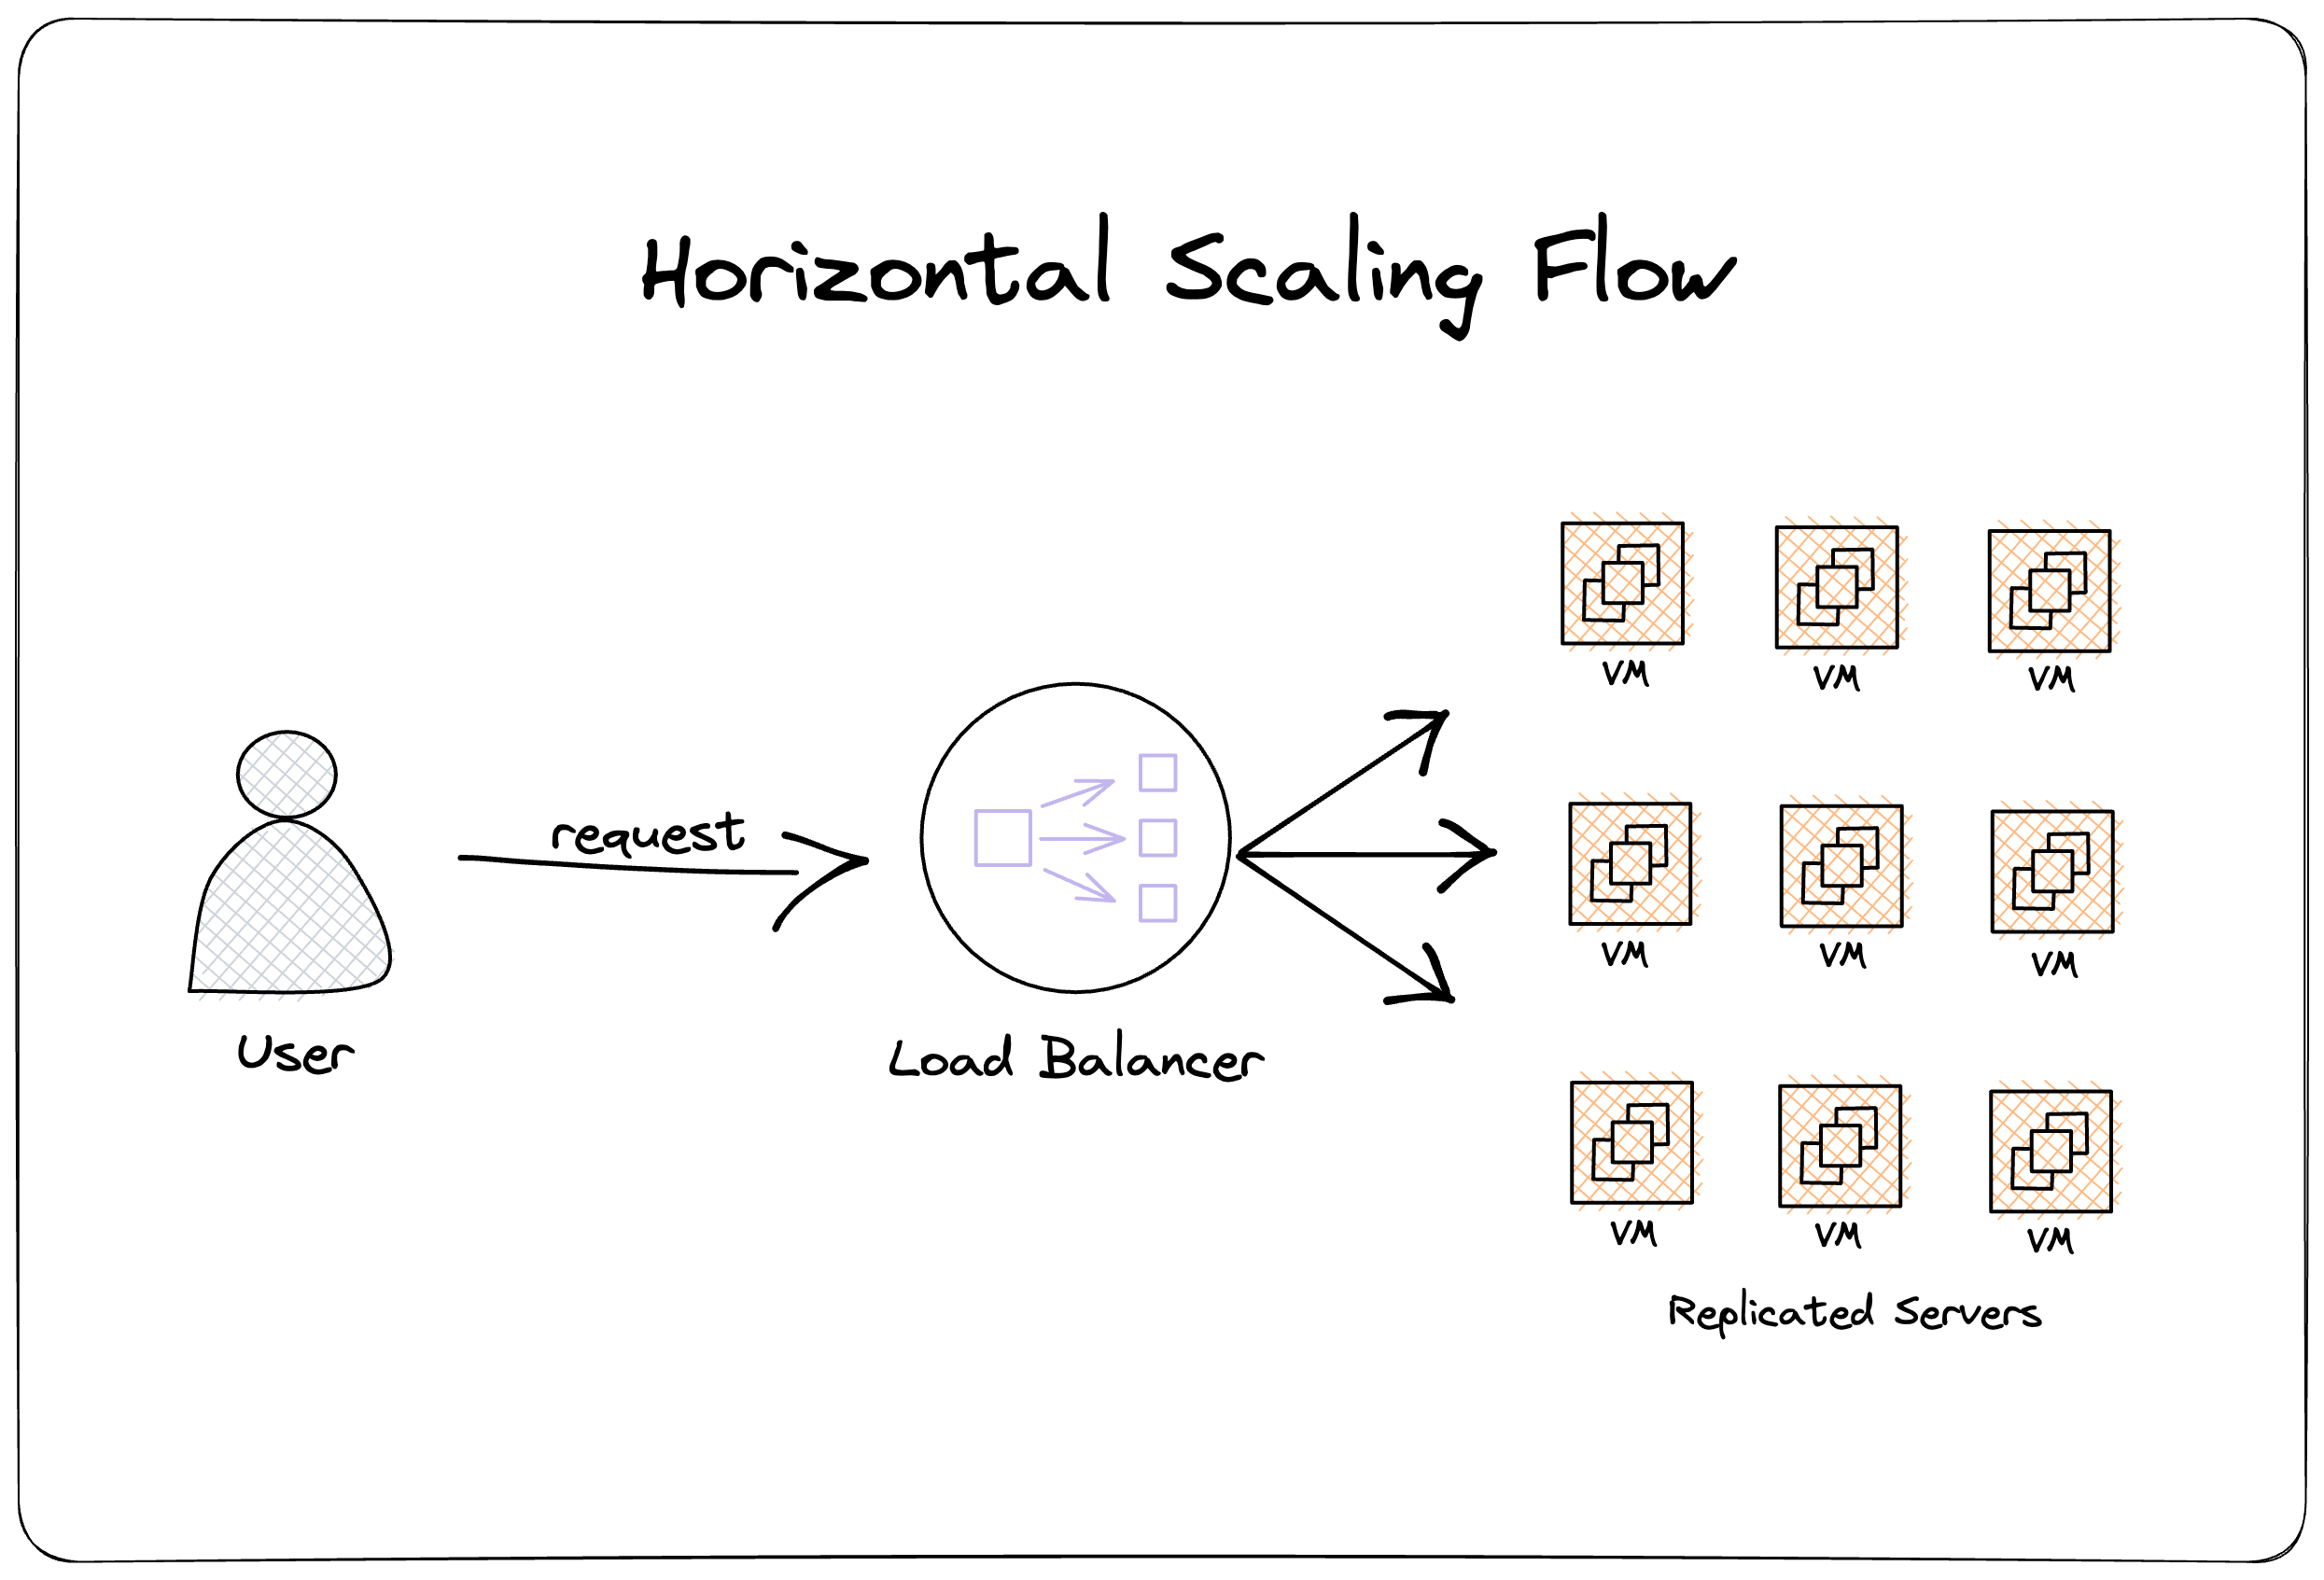 Horizontal Scaling Flow
VM VM VM
request
VM VM VM
User
Load Balancer
VM VM VM
Replicated Servers